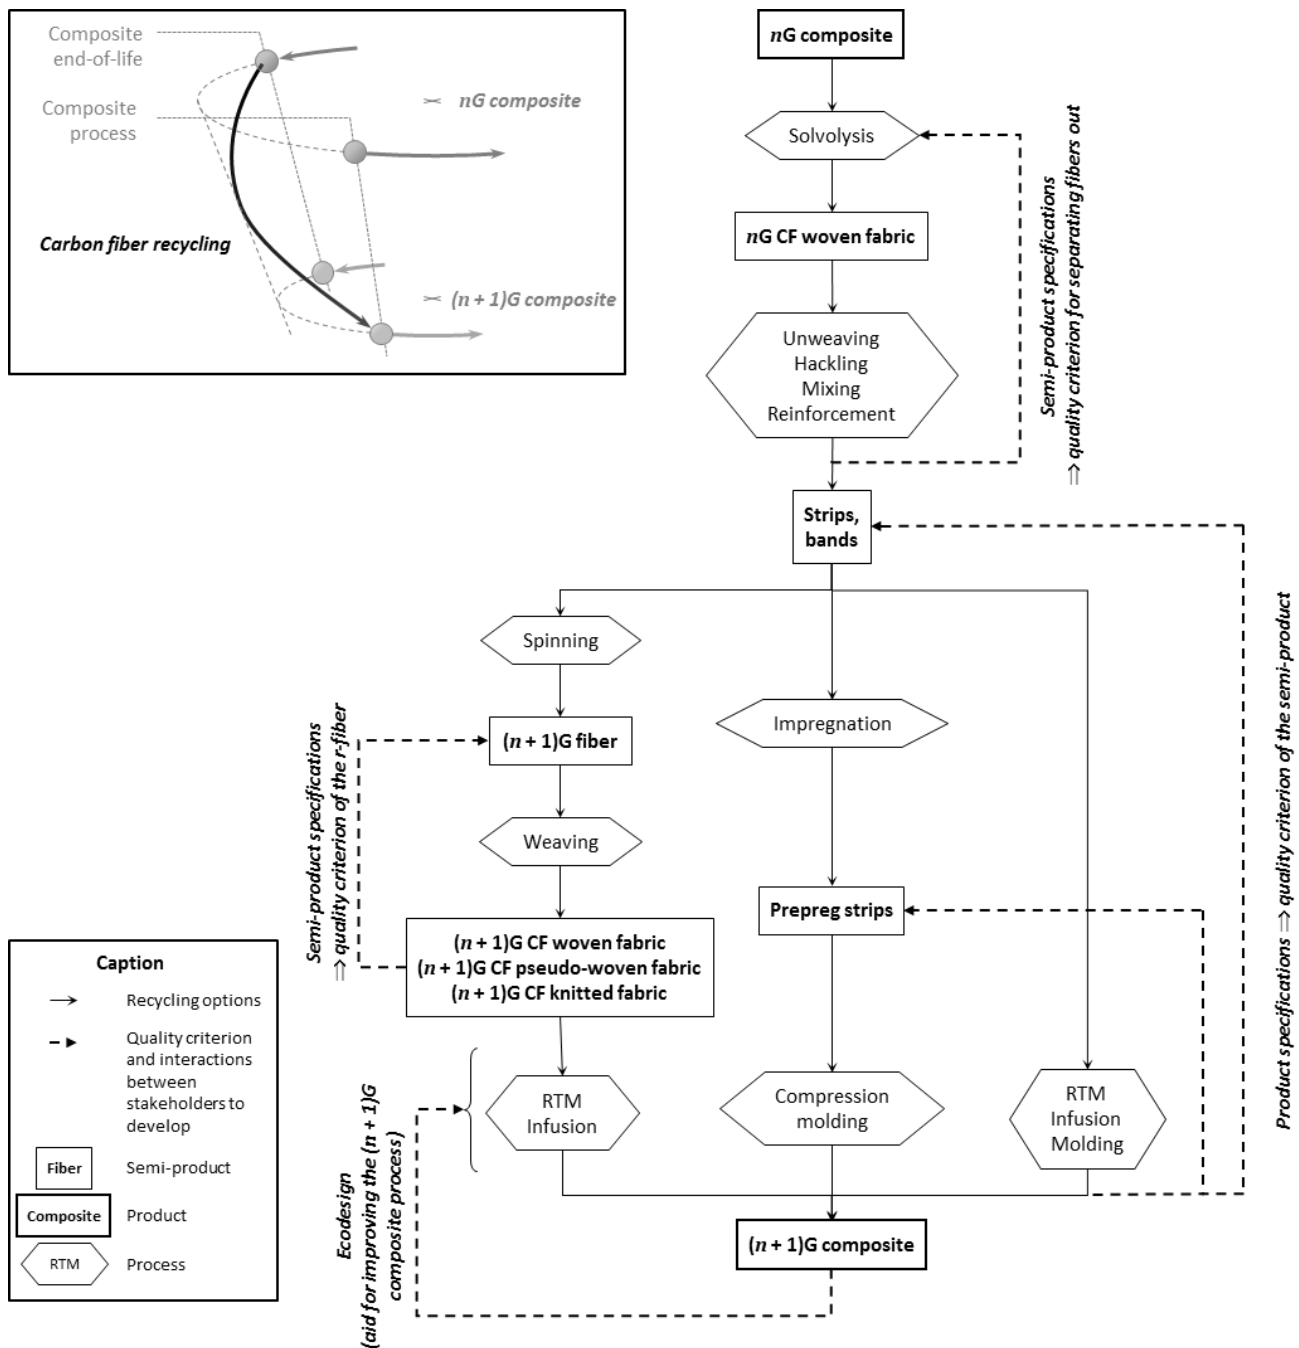 Composite
end-of-life
nG composite
Composite
process
Carbon fiber recycling
(n + 1)G composite
nG composite
Solvolysis
nG CF woven fabric
Unweaving
Hackling
Mixing
Reinforcement
Semi-product specifications
⇒ quality criterion for separating fibers out
Strips,
bands
Spinning
Impregnation
(n + 1)G fiber
Weaving
Semi-product specifications
⇒ quality criterion of the r-fiber
Prepreg strips
(n + 1)G CF woven fabric
(n + 1)G CF pseudo-woven fabric
(n + 1)G CF knitted fabric
Product specifications ⇒ quality criterion of the semi-product
RTM
Infusion
Compression
molding
RTM
Infusion
Molding
Ecodesign
(aid for improving the (n + 1)G
composite process)
(n + 1)G composite
Caption
Recycling options
Quality criterion
and interactions
between
stakeholders to
develop
Fiber
Semi-product
Composite
Product
RTM
Process